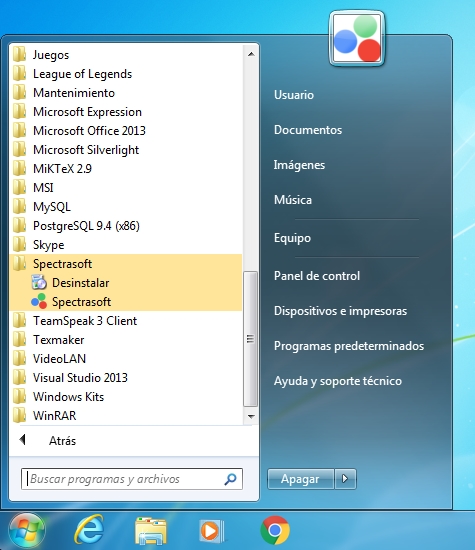 Juegos
League of Legends
Mantenimiento
Microsoft Expression
Microsoft Office 2013
Microsoft Silverlight
MiKTeX 2.9
MSI
MySQL
PostgreSQL 9.4 (x86)
Skype
Spectrasoft
Desinstalar
Spectrasoft
TeamSpeak 3 Client
Texmaker
VideoLAN
Visual Studio 2013
Windows Kits
WinRAR
Atrás
Buscar programas y archivos
Usuario
Documentos
Imágenes
Música
Equipo
Panel de control
Dispositivos e impresoras
Programas predeterminados
Ayuda y soporte técnico
Apagar